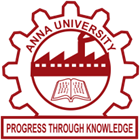 ANNA UNIVERSITY
PROGRESS THROUGH KNOWLEDGE